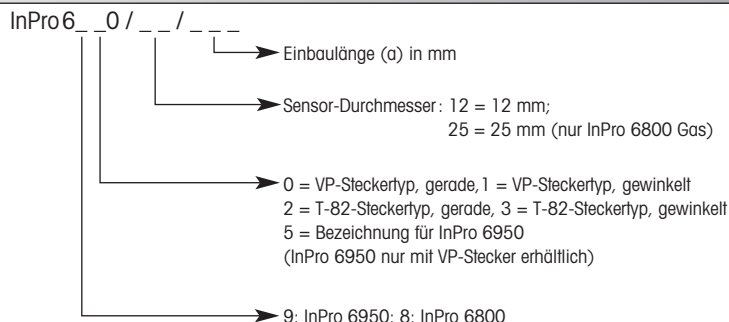 InPro 6_ _0 / _ _ / _ _ _
Einbaulänge (a) in mm
Sensor-Durchmesser: 12 = 12 mm;
25 = 25 mm (nur InPro 6800 Gas)
0 = VP-Steckertyp, gerade, 1 = VP-Steckertyp, gewinkelt
2 = T-82-Steckertyp, gerade, 3 = T-82-Steckertyp, gewinkelt
5 = Bezeichnung für InPro 6950
(InPro 6950 nur mit VP-Stecker erhältlich)
9: InPro 6950; 8: InPro 6800